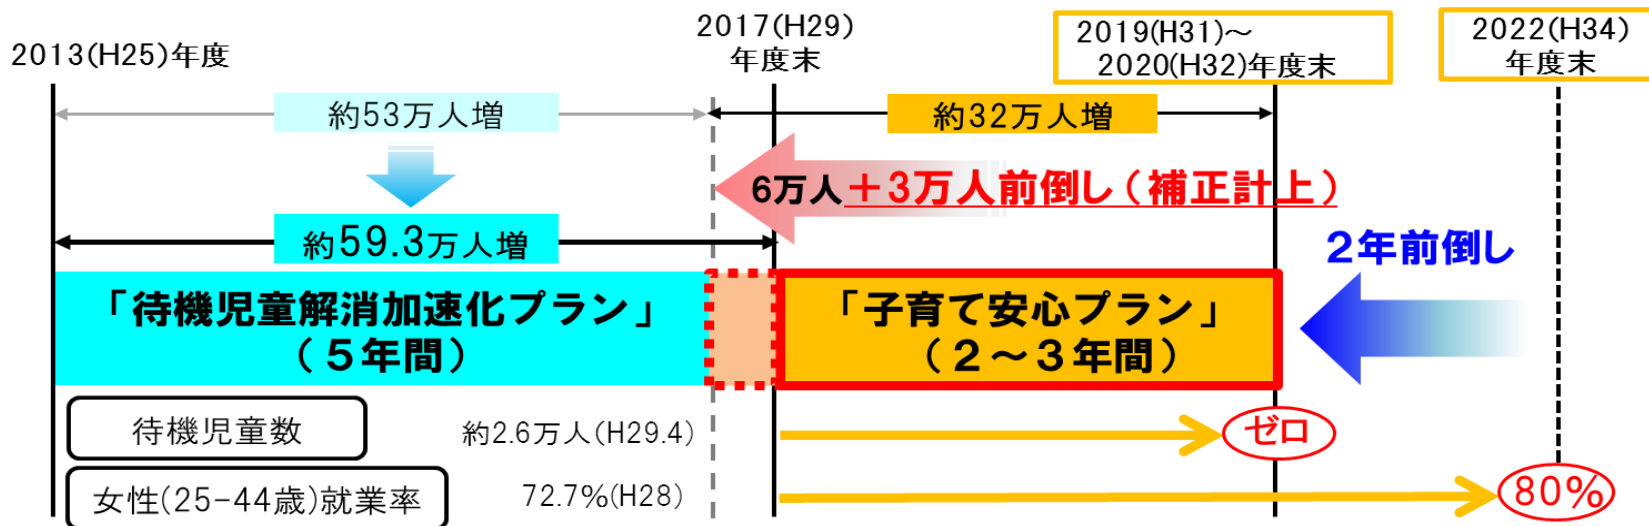 2013(H25)年度
2017(H29)
年度末
2019(H31)～
2020(H32)年度末
2022(H34)
年度末
約53万人増
約32万人増
6万人＋3万人前倒し（補正計上）
約59.3万人増
２年前倒し
「待機児童解消加速化プラン」
（５年間）
「子育て安心プラン」
（２～３年間）
待機児童数
約2.6万人(H29.4)
ゼロ
女性(25-44歳)就業率
72.7%(H28)
80%